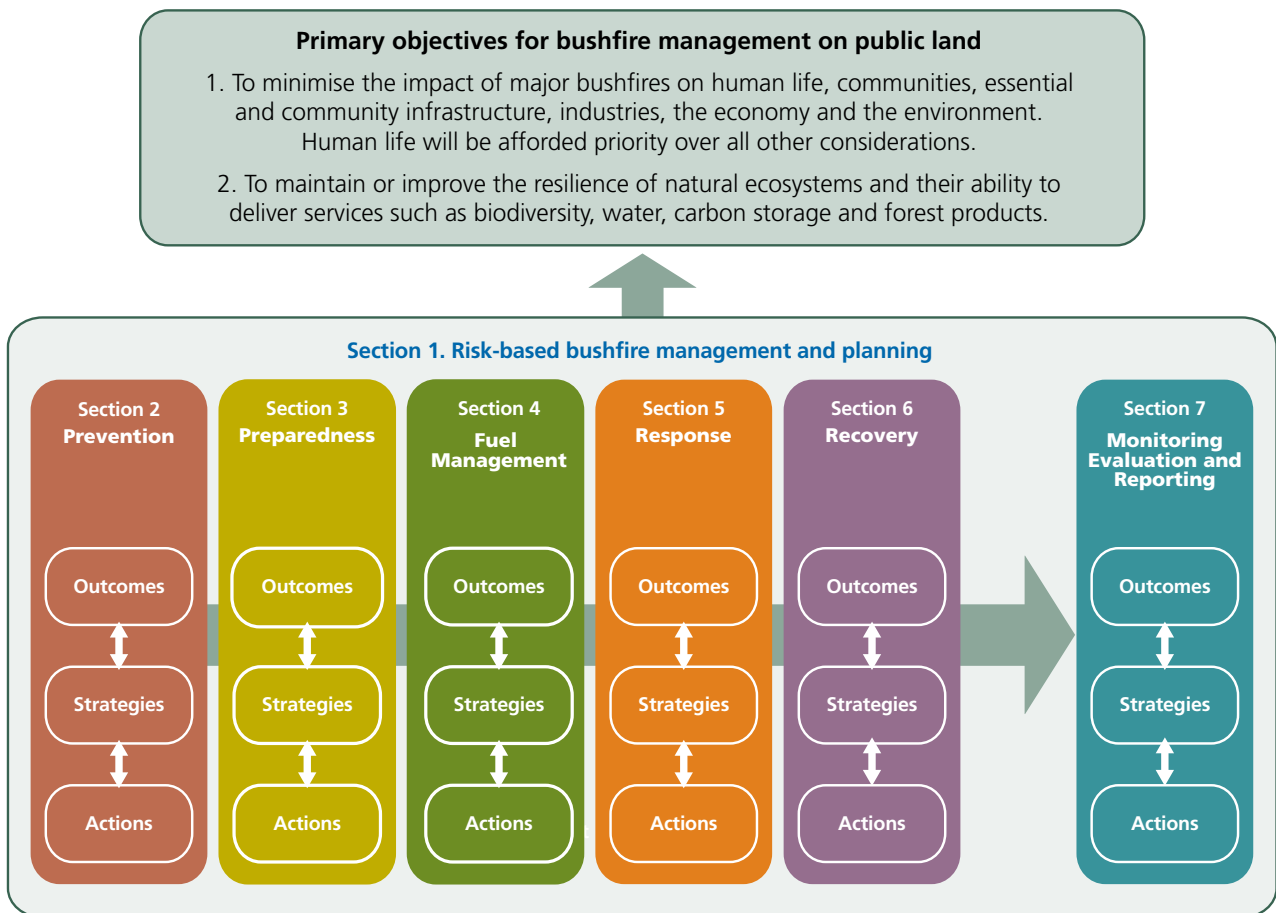 Primary objectives for bushfire management on public land
1. To minimise the impact of major bushfires on human life, communities, essential
and community infrastructure, industries, the economy and the environment.
Human life will be afforded priority over all other considerations.
2. To maintain or improve the resilience of natural ecosystems and their ability to
deliver services such as biodiversity, water, carbon storage and forest products.
Section 1. Risk-based bushfire management and planning
Section 2
Prevention
Outcomes
Strategies
Actions
Section 3
Preparedness
Outcomes
Strategies
Actions
Section 4
Fuel
Management
Outcomes
Strategies
Actions
Section 5
Response
Outcomes
Strategies
Actions
Section 6
Recovery
Outcomes
Strategies
Actions
Section 7
Monitoring
Evaluation and
Reporting
Outcomes
Strategies
Actions